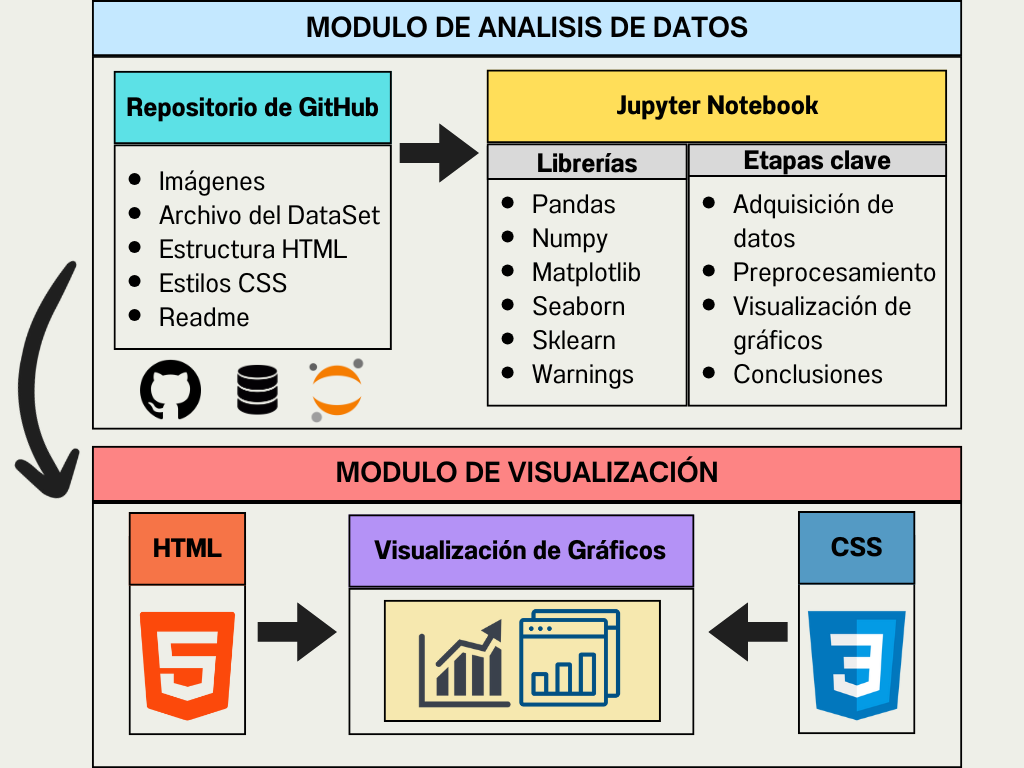 MODULO DE ANALISIS DE DATOS
Repositorio de GitHub
Imágenes
Archivo del DataSet
Estructura HTML
Estilos CSS
Readme
Jupyter Notebook
Librerías
Pandas
Numpy
Matplotlib
Seaborn
Sklearn
Warnings
Etapas clave
Adquisición de
datos
Preprocesamiento
Visualización de
gráficos
Conclusiones
MODULO DE VISUALIZACIÓN
HTML
5
Visualización de Gráficos
CSS
3